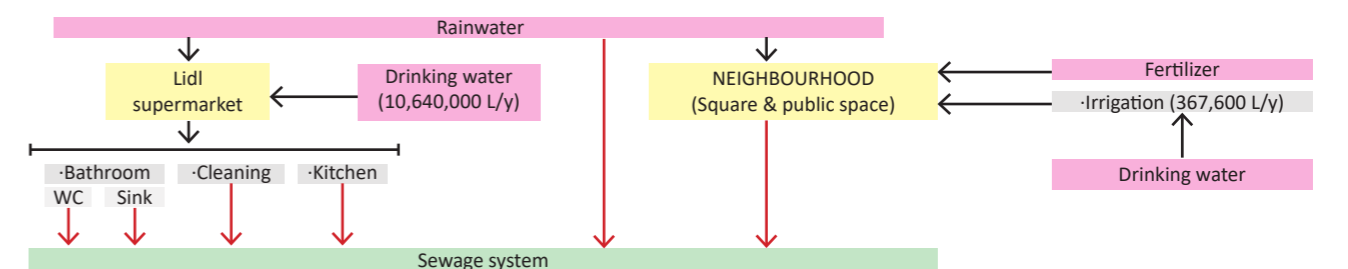 Rainwater
Lidl
supermarket
Drinking water
(10,640,000 L/y)
NEIGHBOURHOOD
(Square & public space)
Fertilizer
·Irrigation (367,600 L/y)
Drinking water
·Bathroom
·Cleaning
·Kitchen
WC
Sink
Sewage system